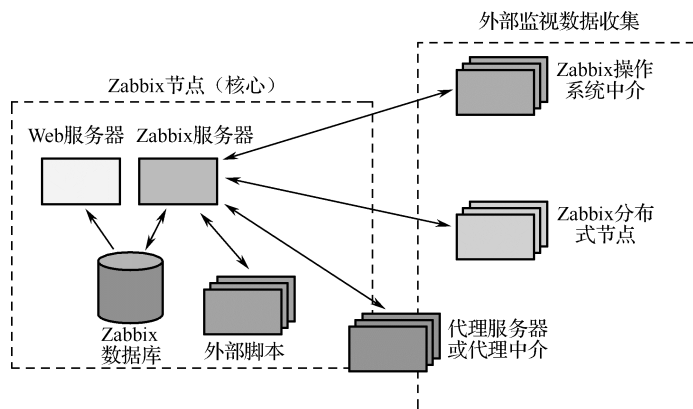 外部监视数据收集
Zabbix操作
系统中介
Zabbix节点（核心）
Web服务器
Zabbix服务器
Zabbix分布
式节点
Zabbix
数据库
外部脚本
代理服务器
或代理中介